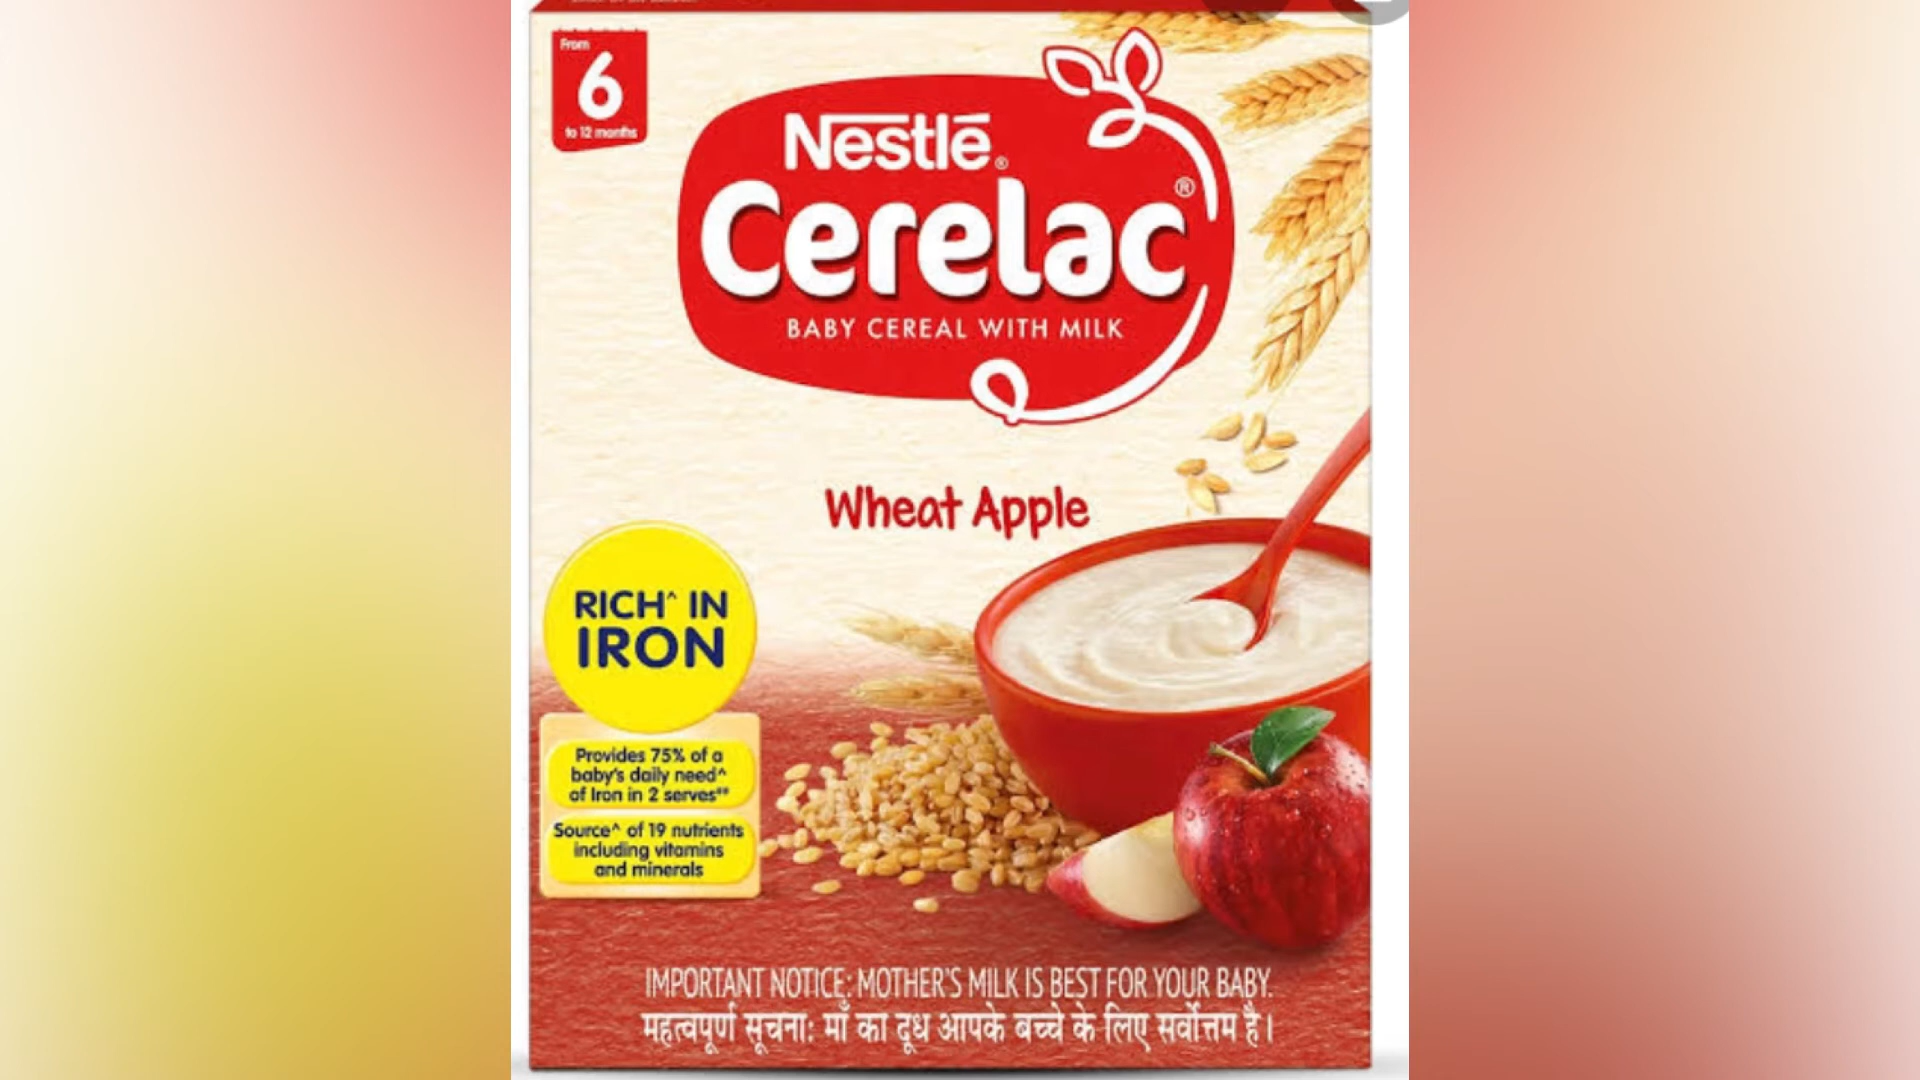 From
6
to 12 months
Nestlé®
Cerelac®
BABY CEREAL WITH MILK
Wheat Apple
RICH^ IN
IRON
Provides 75% of a
baby's daily need^
of Iron in 2 serves**
Source^ of 19 nutrients
including vitamins
and minerals
IMPORTANT NOTICE: MOTHER'S MILK IS BEST FOR YOUR BABY.
महत्वपूर्ण सूचना: माँ का दूध आपके बच्चे के लिए सर्वोत्तम है।